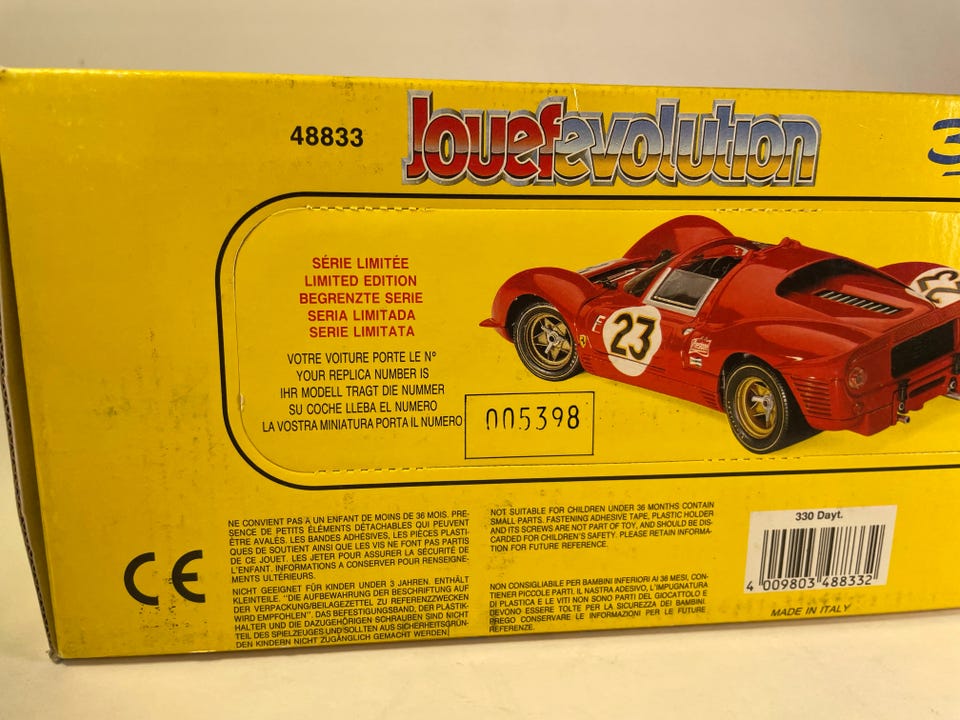 48833
Jouefevolution
3
SÉRIE LIMITÉE
LIMITED EDITION
BEGRENZTE SERIE
SERIA LIMITADA
SERIE LIMITATA
VOTRE VOITURE PORTE LE Nº
YOUR REPLICA NUMBER IS
IHR MODELL TRAGT DIE NUMMER
SU COCHE LLEBA EL NUMERO
LA VOSTRA MINIATURA PORTA IL NUMERO
005398
F
23
23
NE CONVIENT PAS A UN ENFANT DE MOINS DE 36 MOIS. PRE-
SENCE DE PETITS ÉLÉMENTS DÉTACHABLES QUI PEUVENT
ÊTRE AVALÉS. LES BANDES ADHÉSIVES, LES PIÈCES PLASTI-
QUES DE SOUTIENT AINSI QUE LES VIS NE FONT PAS PARTIS
DE CE JOUET. LES JETER POUR ASSURER LA SÉCURITÉ DE
L'ENFANT. INFORMATIONS A CONSERVER POUR RENSEIGNE-
MENTS ULTÉRIEURS.
NICHT GEEIGNET FÜR KINDER UNDER 3 JAHREN. ENTHÄLT
KLEINTEILE. "DIE AUFBEWAHRUNG DER BESCHRIFTUNG AUF
DER VERPACKUNG/BEILAGEZETTEL ZU REFERENZZWECKEN
WIRD EMPFOHLEN" DAS BEFESTIGUNGSBAND, DER PLASTIK-
HALTER UND DIE DAZUGEHÖRIGEN SCHRAUBEN SIND NICHT
TEIL DES SPIELZEUGES UND SOLLTEN AUS SICHERHEITSGRÜN-
DEN KINDERN NICHT ZUGÄNGLICH GEMACHT WERDEN
NOT SUITABLE FOR CHILDREN UNDER 36 MONTHS CONTAIN
SMALL PARTS. FASTENING ADHESIVE TAPE, PLASTIC HOLDER
AND ITS SCREWS ARE NOT PART OF TOY, AND SHOULD BE DIS-
CARDED FOR CHILDREN'S SAFETY. PLEASE RETAIN INFORMA-
TION FOR FUTURE REFERENCE.
NON CONSIGLIABILE PER BAMBINI INFERIORI AI 36 MESI, CON-
TIENER PICCOLE PARTI. IL NASTRA ADESIVO, L'IMPUGNATURA
DI PLASTICA E LE VITI NON SONO PARTI DEL GIOCATTOLO E
DEVONO ESSERE TOLTE PER LA SICUREZZA DEI BAMBINI.
PREGO CONSERVARE LE INFORMAZIONI PER LE FUTURE
REFERENZE.
CE
330 Dayt.
4 009803 488332
MADE IN ITALY